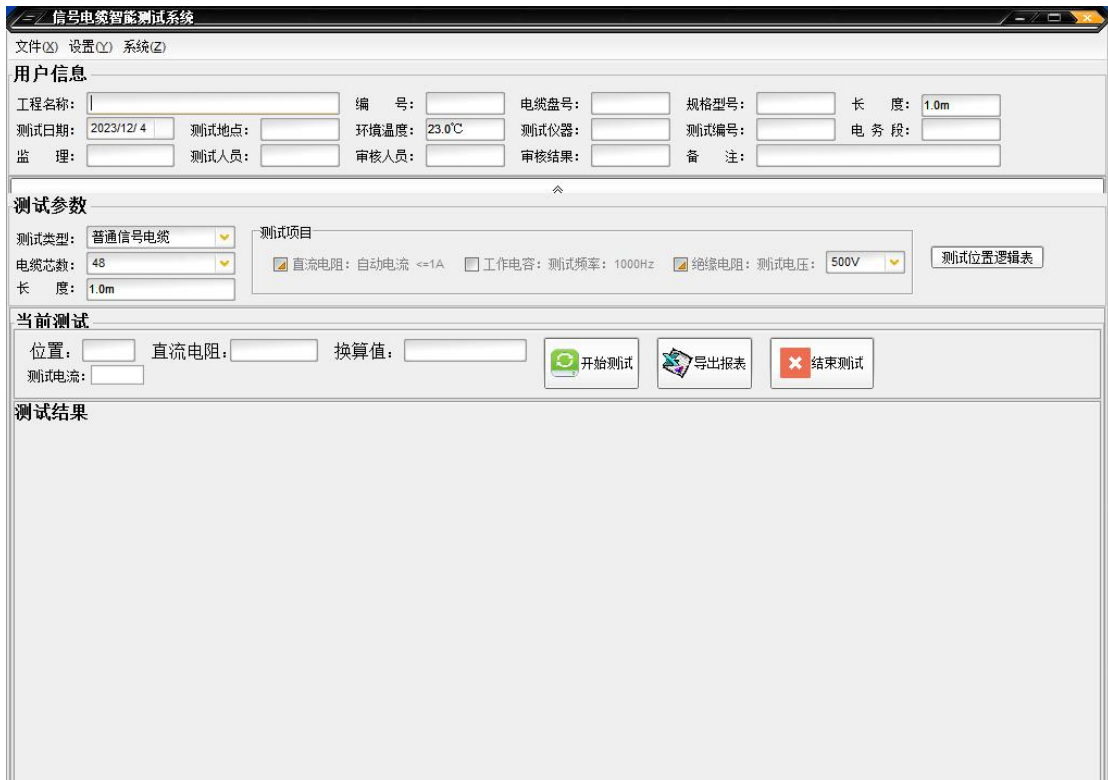 信号电缆智能测试系统
文件(X) 设置(Y) 系统(Z)
用户信息
工程名称： 编 号： 电缆盘号： 规格型号： 长 度： 1.0m
测试日期： 2023/12/ 4 测试地点： 环境温度： 23.0℃ 测试仪器： 测试编号： 电 务 段：
监 理： 测试人员： 审核人员： 审核结果： 备 注：
测试参数
测试类型： 普通信号电缆
电缆芯数： 48
长 度： 1.0m
测试项目
直流电阻：自动电流 <=1A 工作电容：测试频率：1000Hz 绝缘电阻：测试电压： 500V
测试位置逻辑表
当前测试
位置： 直流电阻： 换算值： 开始测试 导出报表 结束测试
测试电流：
测试结果